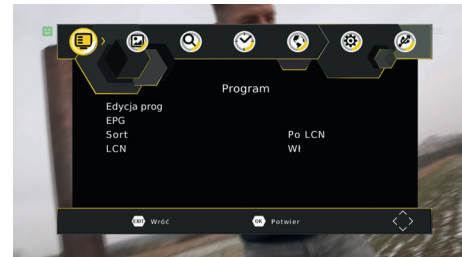 Program
Edycja prog
EPG
Sort Po LCN
LCN Wł
EXIT Wróć OK Potwier